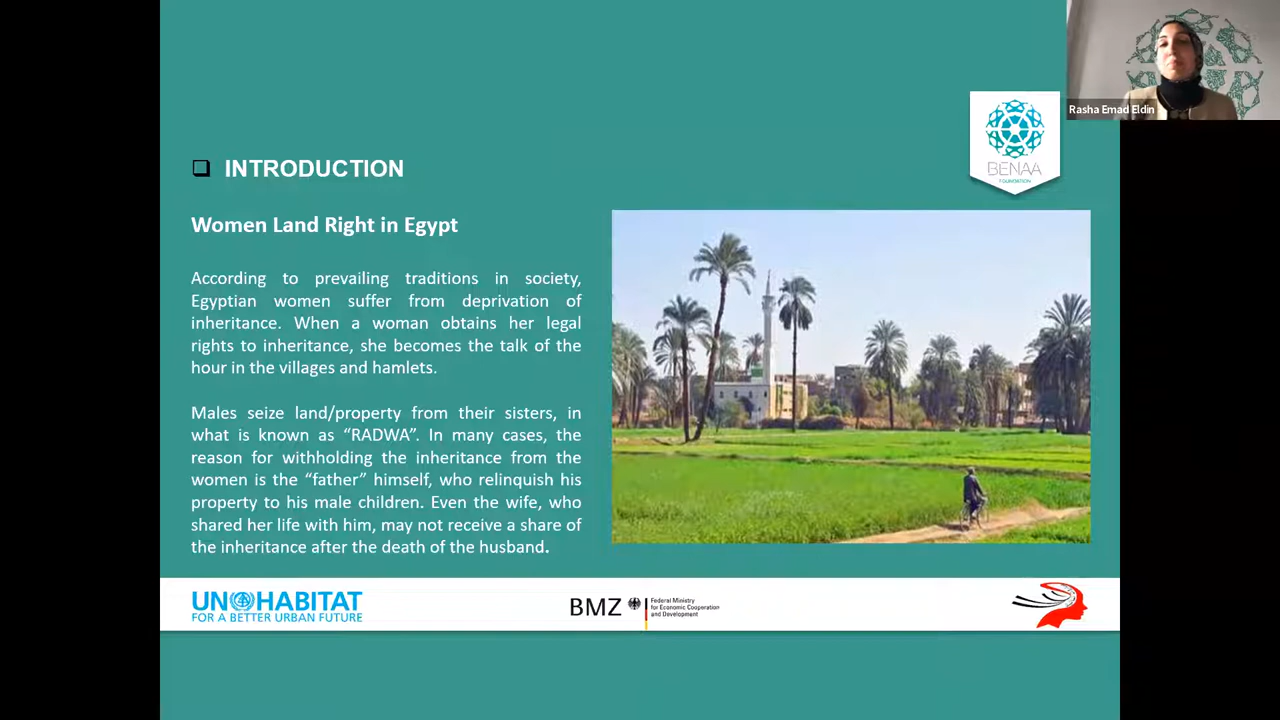 Rasha Emad Eldin
BENAA
FOUNDATION
❑ INTRODUCTION
Women Land Right in Egypt
According to prevailing traditions in society,
Egyptian women suffer from deprivation of
inheritance. When a woman obtains her legal
rights to inheritance, she becomes the talk of the
hour in the villages and hamlets.
Males seize land/property from their sisters, in
what is known as “RADWA”. In many cases, the
reason for withholding the inheritance from the
women is the “father” himself, who relinquish his
property to his male children. Even the wife, who
shared her life with him, may not receive a share of
the inheritance after the death of the husband.
UN HABITAT
FOR A BETTER URBAN FUTURE
BMZ
Federal Ministry
for Economic Cooperation
and Development